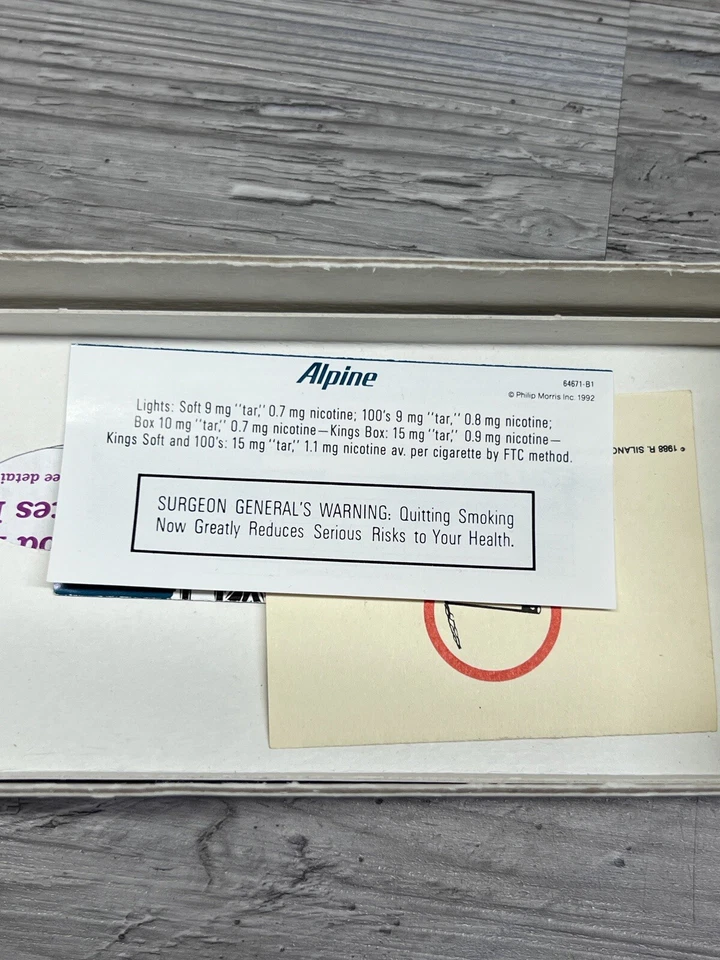 Alpine
64671-B1
© Philip Morris Inc. 1992
Lights: Soft 9 mg "tar," 0.7 mg nicotine; 100's 9 mg "tar," 0.8 mg nicotine;
Box 10 mg "tar," 0.7 mg nicotine—Kings Box: 15 mg "tar," 0.9 mg nicotine—
Kings Soft and 100's: 15 mg "tar," 1.1 mg nicotine av. per cigarette by FTC method.
SURGEON GENERAL'S WARNING: Quitting Smoking
Now Greatly Reduces Serious Risks to Your Health.
© 1988 R. SILANO
ee detai
ces